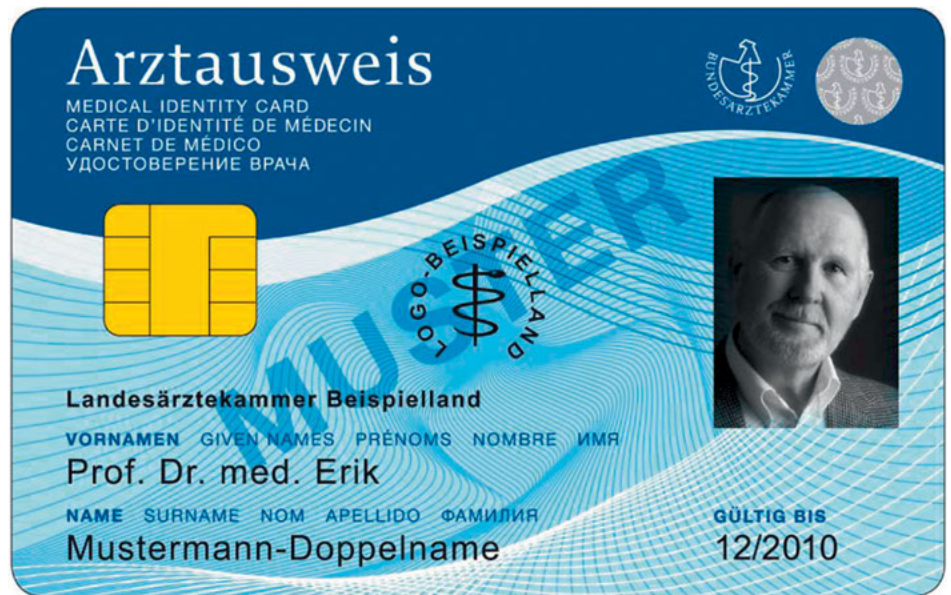 Arztausweis
MEDICAL IDENTITY CARD
CARTE D'IDENTITÉ DE MÉDECIN
CARNET DE MÉDICO
УДОСТОВЕРЕНИЕ ВРАЧА
BUNDESÄRZTEKAMMER
LOGO-BEISPIELLAND
MUSTER
Landesärztekammer Beispielland
VORNAMEN GIVEN NAMES PRÉNOMS NOMBRE ИМЯ
Prof. Dr. med. Erik
NAME SURNAME NOM APELLIDO ФАМИЛИЯ
Mustermann-Doppelname
GÜLTIG BIS
12/2010